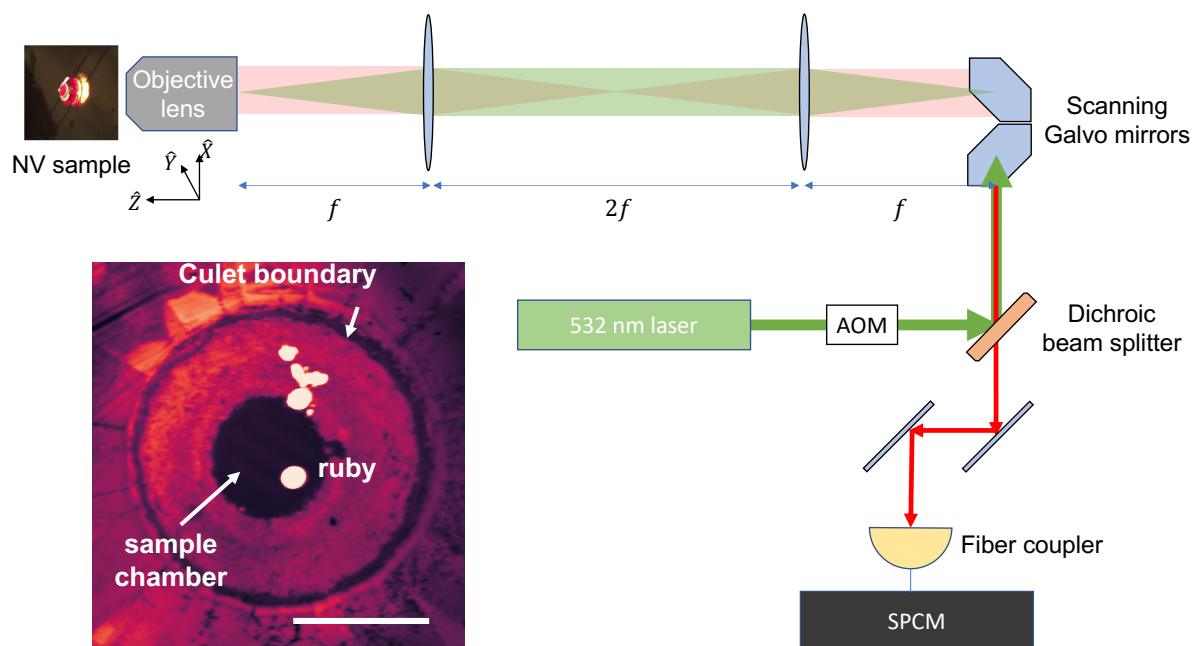 Objective
lens
NV sample
X̂
Ŷ
Ẑ
f
2f
f
Scanning
Galvo mirrors
532 nm laser
AOM
Dichroic
beam splitter
Fiber coupler
SPCM
Culet boundary
ruby
sample
chamber